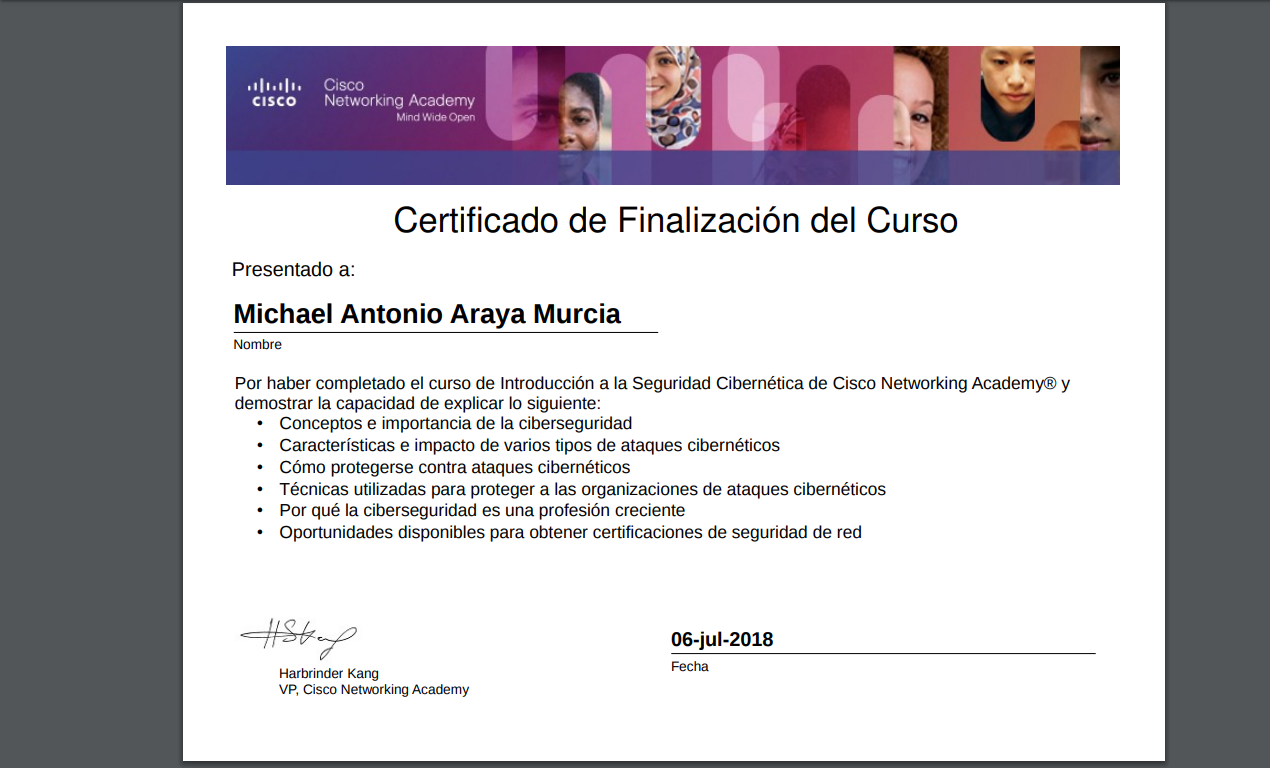 CISCO
Cisco
Networking Academy
Mind Wide Open
Certificado de Finalización del Curso
Presentado a:
Michael Antonio Araya Murcia
Nombre
Por haber completado el curso de Introducción a la Seguridad Cibernética de Cisco Networking Academy® y
demostrar la capacidad de explicar lo siguiente:
• Conceptos e importancia de la ciberseguridad
• Características e impacto de varios tipos de ataques cibernéticos
• Cómo protegerse contra ataques cibernéticos
• Técnicas utilizadas para proteger a las organizaciones de ataques cibernéticos
• Por qué la ciberseguridad es una profesión creciente
• Oportunidades disponibles para obtener certificaciones de seguridad de red
06-jul-2018
Fecha
Harbrinder Kang
VP, Cisco Networking Academy